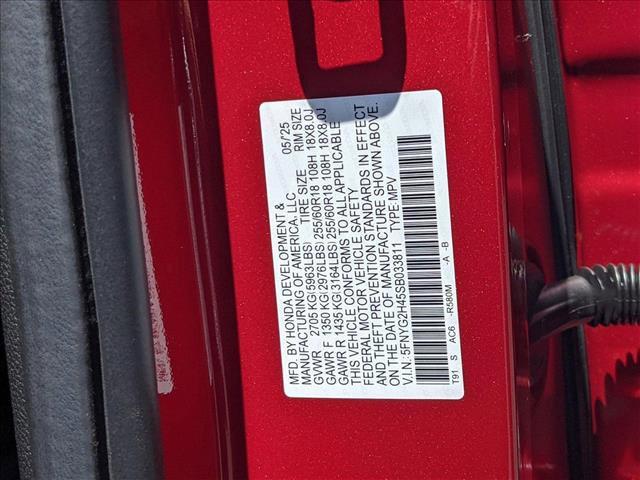 MFD. BY HONDA DEVELOPMENT & 05/'25
MANUFACTURING OF AMERICA, LLC
TIRE SIZE RIM SIZE
GVWR 2705 KG(5963LBS)
GAWR F 1350 KG(2976LBS) 255/60R18 108H 18X8.0J
GAWR R 1435 KG(3164LBS) 255/60R18 108H 18X8.0J
THIS VEHICLE CONFORMS TO ALL APPLICABLE
FEDERAL MOTOR VEHICLE SAFETY
AND THEFT PREVENTION STANDARDS IN EFFECT
ON THE DATE OF MANUFACTURE SHOWN ABOVE.
V.I.N.: 5FNYG2H45SB033811 TYPE: MPV
T91 S AC6 -R580M -A -B